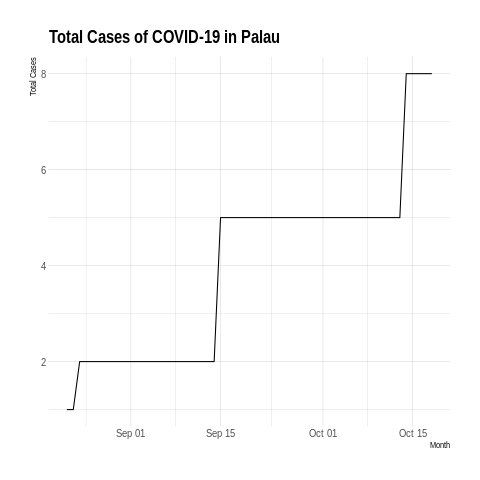 Total Cases of COVID-19 in Palau
Total Cases
8
6
4
2
Sep 01 Sep 15 Oct 01 Oct 15
Month